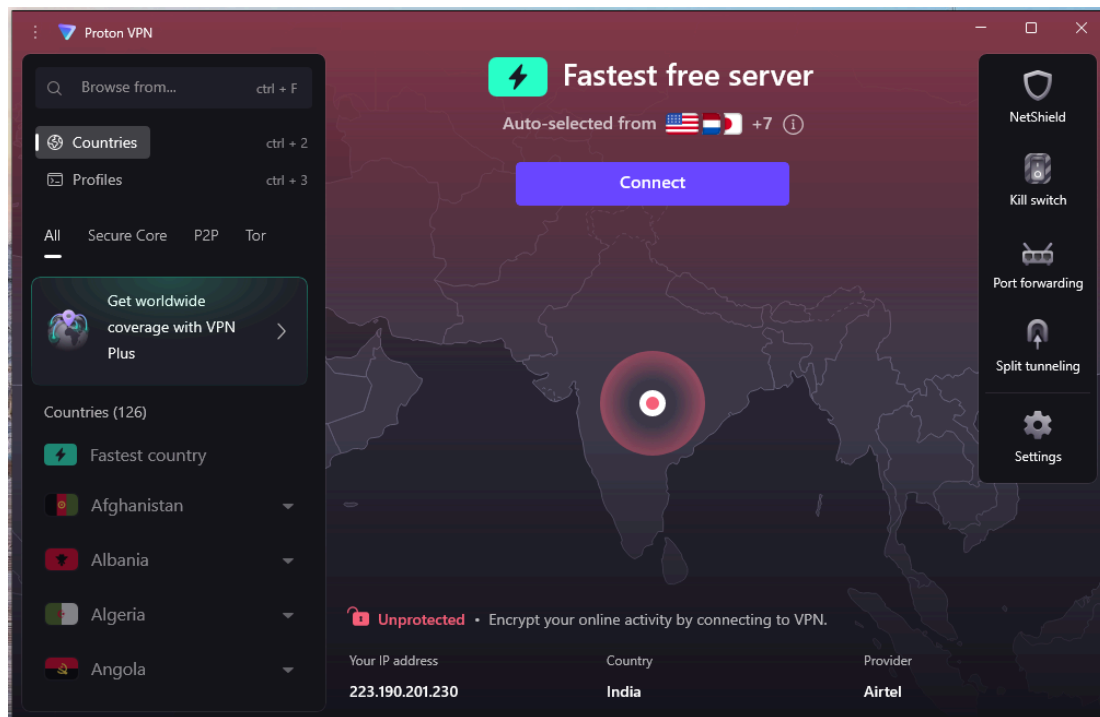 Proton VPN
Browse from... ctrl + F
Countries ctrl + 2
Profiles ctrl + 3
All Secure Core P2P Tor
Get worldwide
coverage with VPN
Plus
Countries (126)
Fastest country
Afghanistan
Albania
Algeria
Angola
Fastest free server
Auto-selected from +7
Connect
Unprotected • Encrypt your online activity by connecting to VPN.
Your IP address Country Provider
223.190.201.230 India Airtel
NetShield
Kill switch
Port forwarding
Split tunneling
Settings